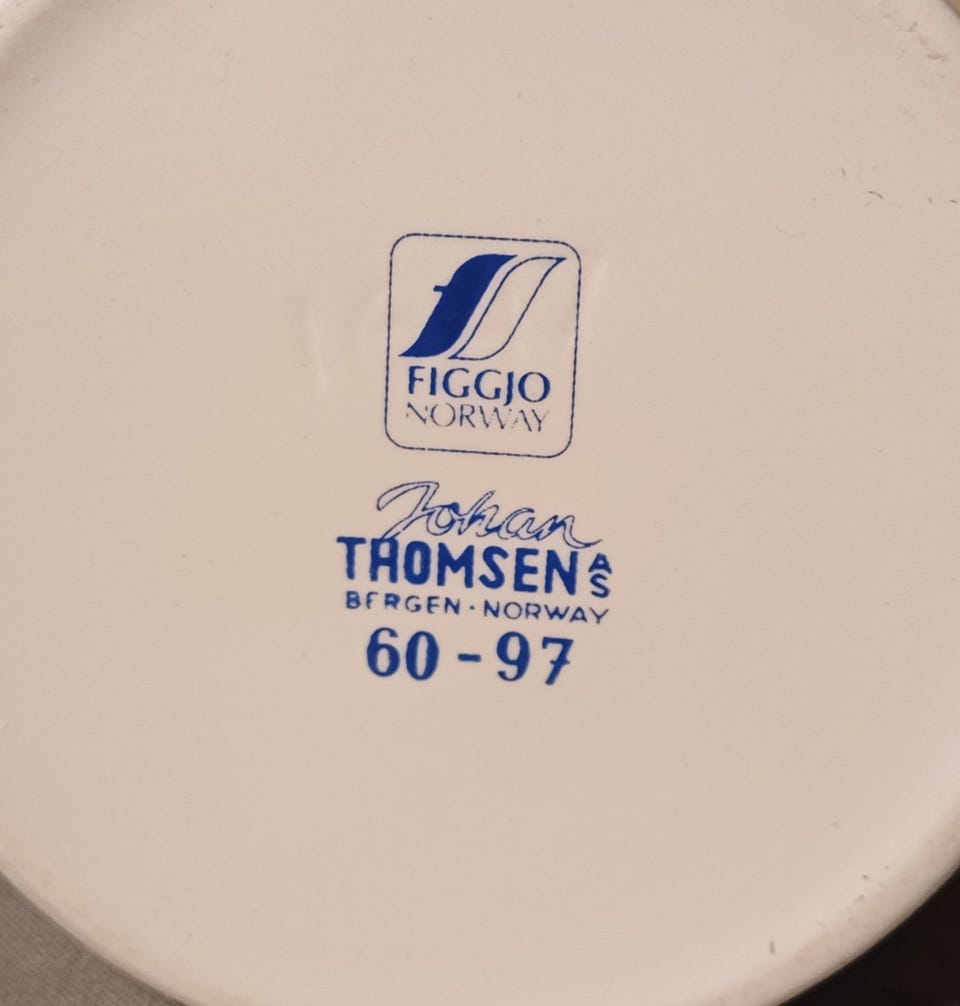 FIGGJO
NORWAY
Johan
THOMSEN AS
BERGEN · NORWAY
60 - 97